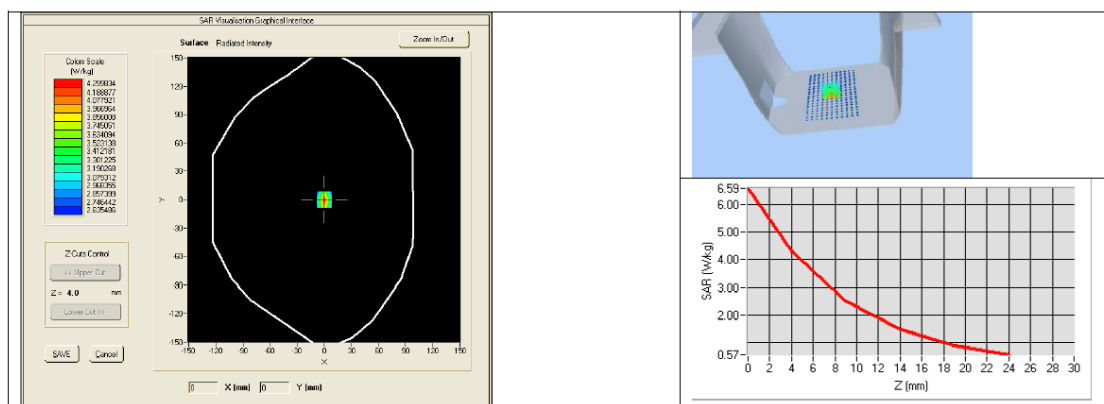 SAR Visualisation Graphical Interface
Surface Radiated Intensity
Zoom In/Out
Colors Scale
(W/kg)
4.299834
4.188877
4.077921
3.966964
3.856008
3.745051
3.634094
3.523138
3.412181
3.301225
3.190268
3.079312
2.968355
2.857399
2.746442
2.635486
Z-Cuts Control
<< Upper Cut
Z = 4.0 mm
Lower Cut >>
SAVE Cancel
150
120
90
60
30
Y 0
-30
-60
-90
-120
-150
-150 -120 -90 -60 -30 0 30 60 90 120 150
X
0 X (mm) 0 Y (mm)
6.59
6.00
5.00
4.00
3.00
2.00
0.57
SAR (W/kg)
0 2 4 6 8 10 12 14 16 18 20 22 24 26 28 30
Z (mm)